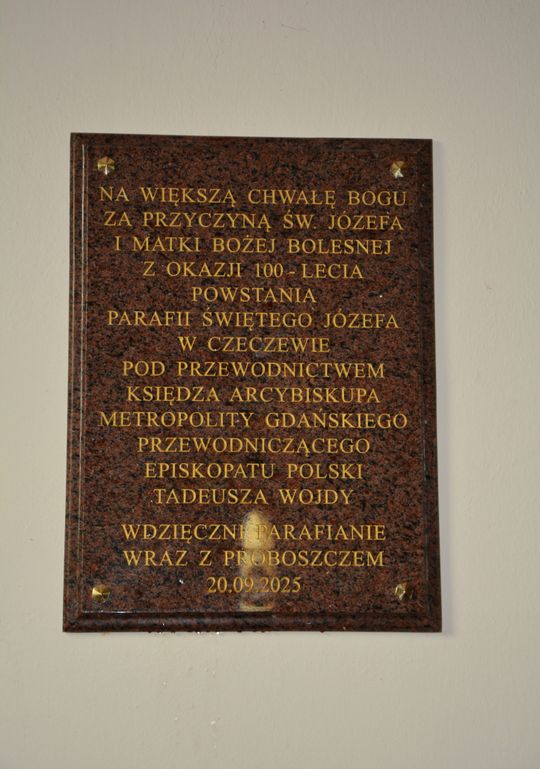 NA WIĘKSZĄ CHWAŁĘ BOGU
ZA PRZYCZYNĄ ŚW. JÓZEFA
I MATKI BOŻEJ BOLESNEJ
Z OKAZJI 100 - LECIA
POWSTANIA
PARAFII ŚWIĘTEGO JÓZEFA
W CZECZEWIE
POD PRZEWODNICTWEM
KSIĘDZA ARCYBISKUPA
METROPOLITY GDAŃSKIEGO
PRZEWODNICZĄCEGO
EPISKOPATU POLSKI
TADEUSZA WOJDY
WDZIĘCZNI PARAFIANIE
WRAZ Z PROBOSZCZEM
20.09.2025